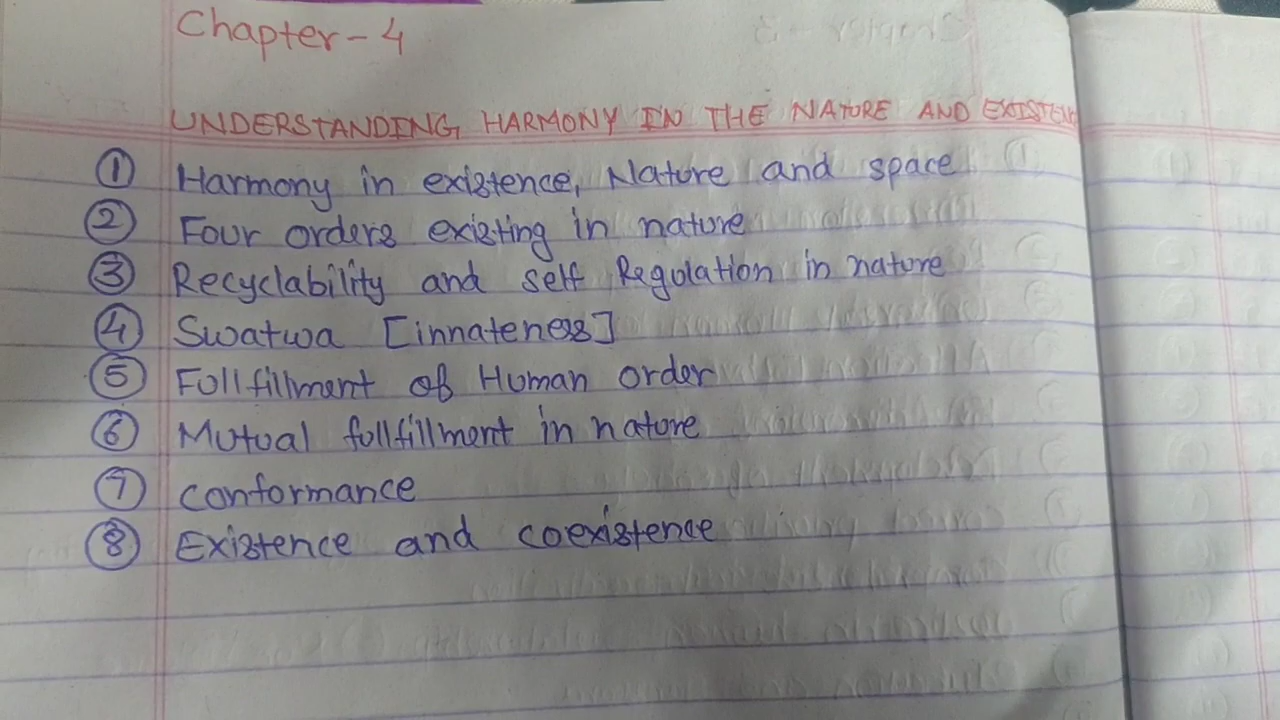 Chapter-4
UNDERSTANDING HARMONY IN THE NATURE AND EXISTENC
① Harmony in existence, Nature and space
② Four orders existing in nature
③ Recyclability and self Regulation in nature
④ Swatwa [innateness]
⑤ Fullfillment of Human order
⑥ Mutual fullfillment in nature
⑦ conformance
⑧ Existence and coexistence